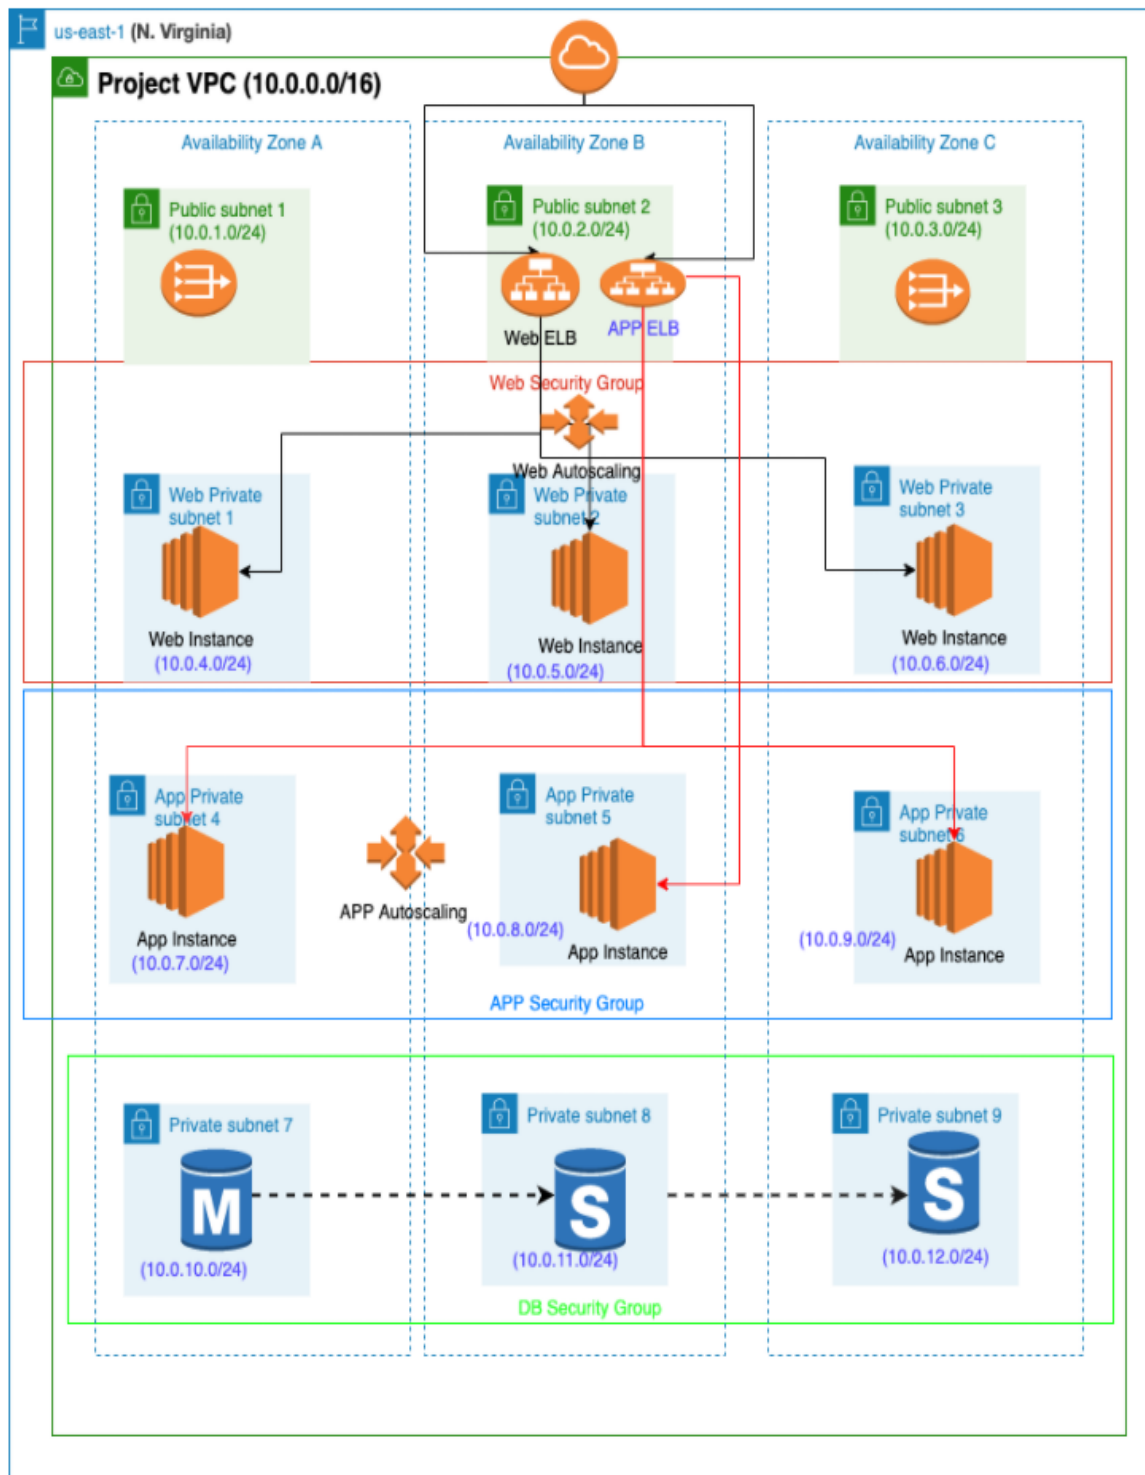 us-east-1 (N. Virginia)
Project VPC (10.0.0.0/16)
Availability Zone A
Availability Zone B
Availability Zone C
Public subnet 1
(10.0.1.0/24)
Public subnet 2
(10.0.2.0/24)
Public subnet 3
(10.0.3.0/24)
Web ELB
APP ELB
Web Security Group
Web Autoscaling
Web Private
subnet 1
Web Private
subnet 2
Web Private
subnet 3
Web Instance
(10.0.4.0/24)
Web Instance
(10.0.5.0/24)
Web Instance
(10.0.6.0/24)
App Private
subnet 4
App Private
subnet 5
App Private
subnet 6
APP Autoscaling
App Instance
(10.0.7.0/24)
(10.0.8.0/24)
App Instance
(10.0.9.0/24)
App Instance
APP Security Group
Private subnet 7
Private subnet 8
Private subnet 9
M
S
S
(10.0.10.0/24)
(10.0.11.0/24)
(10.0.12.0/24)
DB Security Group